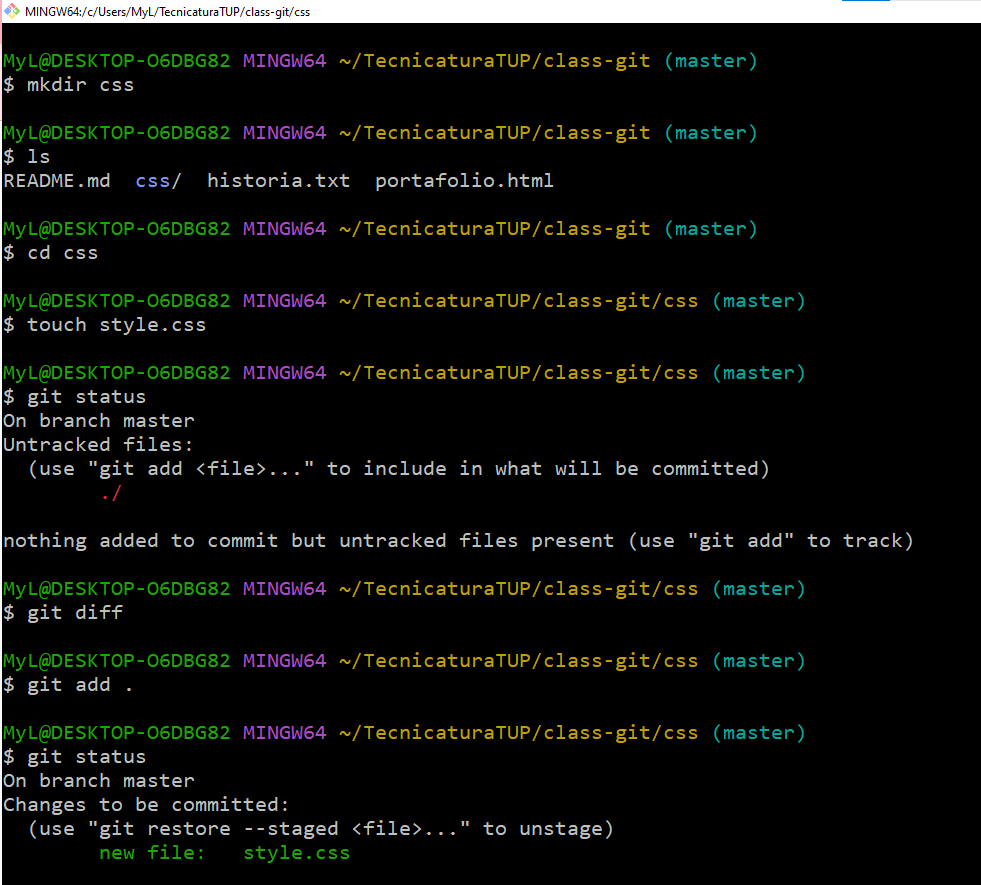 MINGW64:/c/Users/MyL/TecnicaturaTUP/class-git/css
MyL@DESKTOP-O6DBG82 MINGW64 ~/TecnicaturaTUP/class-git (master)
$ mkdir css
MyL@DESKTOP-O6DBG82 MINGW64 ~/TecnicaturaTUP/class-git (master)
$ ls
README.md  css/  historia.txt  portafolio.html
MyL@DESKTOP-O6DBG82 MINGW64 ~/TecnicaturaTUP/class-git (master)
$ cd css
MyL@DESKTOP-O6DBG82 MINGW64 ~/TecnicaturaTUP/class-git/css (master)
$ touch style.css
MyL@DESKTOP-O6DBG82 MINGW64 ~/TecnicaturaTUP/class-git/css (master)
$ git status
On branch master
Untracked files:
  (use "git add <file>..." to include in what will be committed)
        ./
nothing added to commit but untracked files present (use "git add" to track)
MyL@DESKTOP-O6DBG82 MINGW64 ~/TecnicaturaTUP/class-git/css (master)
$ git diff
MyL@DESKTOP-O6DBG82 MINGW64 ~/TecnicaturaTUP/class-git/css (master)
$ git add .
MyL@DESKTOP-O6DBG82 MINGW64 ~/TecnicaturaTUP/class-git/css (master)
$ git status
On branch master
Changes to be committed:
  (use "git restore --staged <file>..." to unstage)
        new file:   style.css